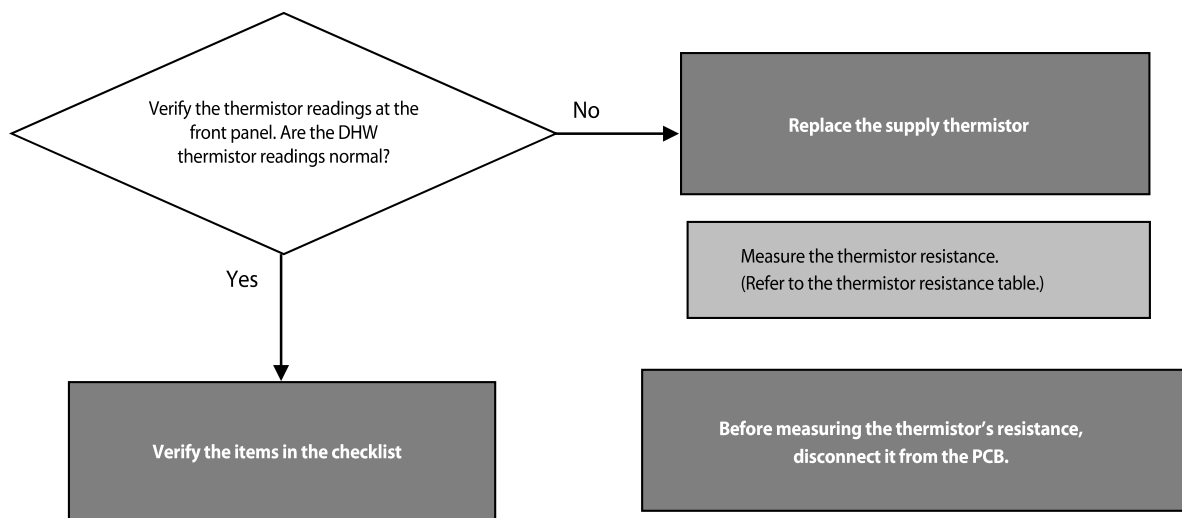 Verify the thermistor readings at the
front panel. Are the DHW
thermistor readings normal?
No
Replace the supply thermistor
Measure the thermistor resistance.
(Refer to the thermistor resistance table.)
Yes
Verify the items in the checklist
Before measuring the thermistor’s resistance,
disconnect it from the PCB.